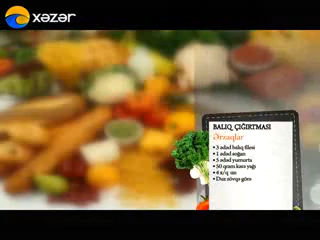 xəzər
BALIQ ÇIĞIRTMASI
Ərzaqlar
• 3 ədəd balıq filesi
• 1 ədəd soğan
• 5 ədəd yumurta
• 50 qram kərə yağı
• 4 x/q un
• Duz zövqə görə